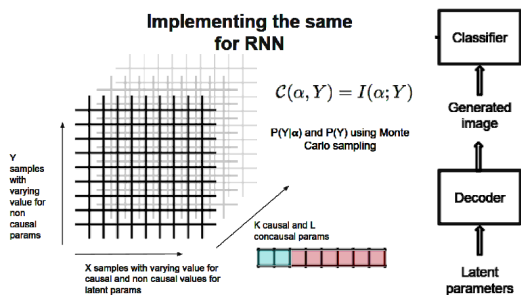 Implementing the same
for RNN
C(α, Y) = I(α; Y)
P(Y|α) and P(Y) using Monte
Carlo sampling
Y
samples
with
varying
value for
non
causal
params
K causal and L
concausal params
X samples with varying value for
causal and non causal values for
latent params
Classifier
Generated
image
Decoder
Latent
parameters